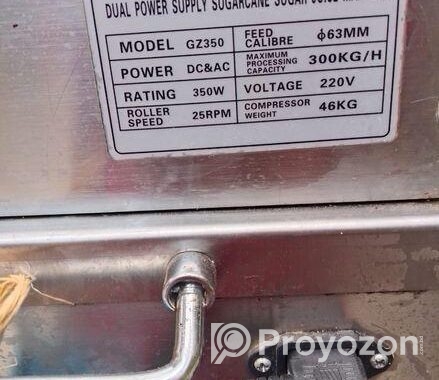 DUAL POWER SUPPLY SUGARCANE SUGAR
MODEL GZ350 FEED CALIBRE ϕ63MM
POWER DC&AC MAXIMUM PROCESSING CAPACITY 300KG/H
RATING 350W VOLTAGE 220V
ROLLER SPEED 25RPM COMPRESSOR WEIGHT 46KG
Proyozon